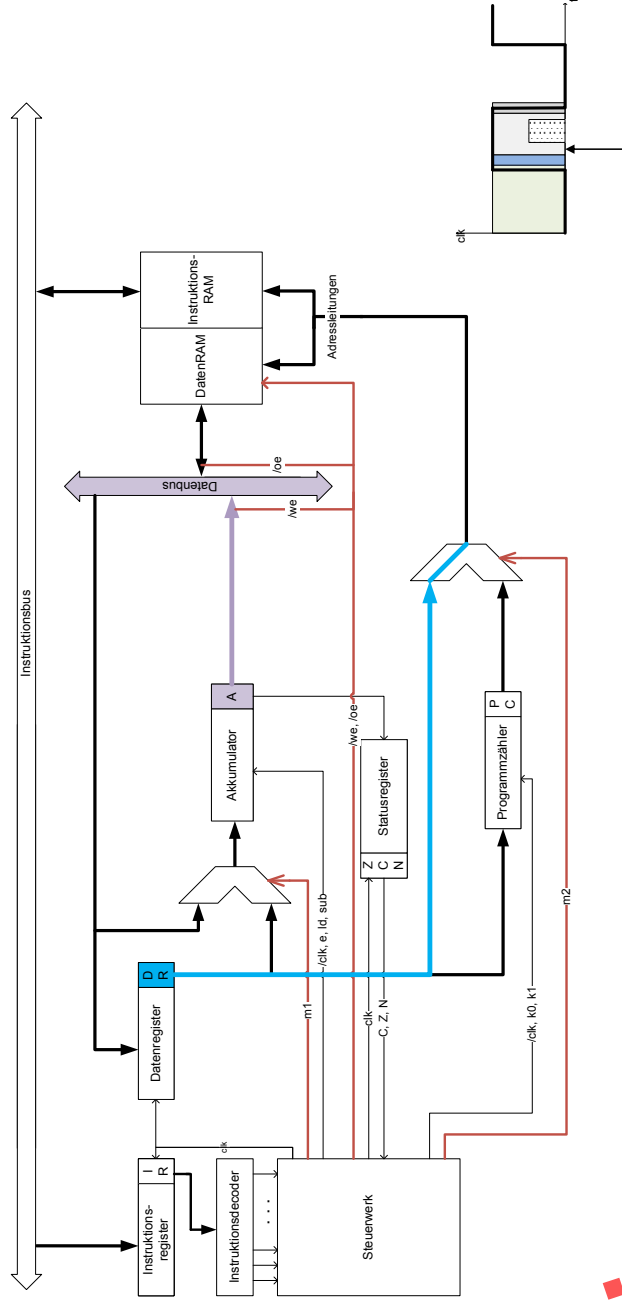 Instruktionsbus
Instruktions-
register
I
R
Instruktionsdecoder
. . .
Steuerwerk
clk
Datenregister
D
R
m1
/clk, e, ld, sub
/we, /oe
clk
C, Z, N
/clk, k0, k1
m2
Akkumulator
A
Statusregister
Z
C
N
Programmzähler
P
C
Datenbus
/we
/oe
DatenRAM
Instruktions-
RAM
Adressleitungen
clk